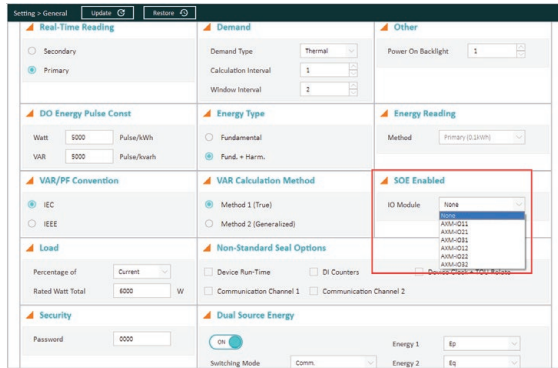 Setting > General Update Restore
Real-Time Reading
Secondary
Primary
Demand
Demand Type Thermal
Calculation Interval 1
Window Interval 2
Other
Power On Backlight 1
DO Energy Pulse Const
Watt 5000 Pulse/kWh
VAR 5000 Pulse/kvarh
Energy Type
Fundamental
Fund. + Harm.
Energy Reading
Method Primary (0.1kWh)
VAR/PF Convention
IEC
IEEE
VAR Calculation Method
Method 1 (True)
Method 2 (Generalized)
SOE Enabled
IO Module None
None
AXM-IO11
AXM-IO21
AXM-IO31
AXM-IO12
AXM-IO22
AXM-IO32
Load
Percentage of Current
Rated Watt Total 6000 W
Non-Standard Seal Options
Device Run-Time DI Counters Device Clock + TOU
Communication Channel 1 Communication Channel 2
Security
Password 0000
Dual Source Energy
ON
Switching Mode Comm.
Energy 1 Ep
Energy 2 Eq